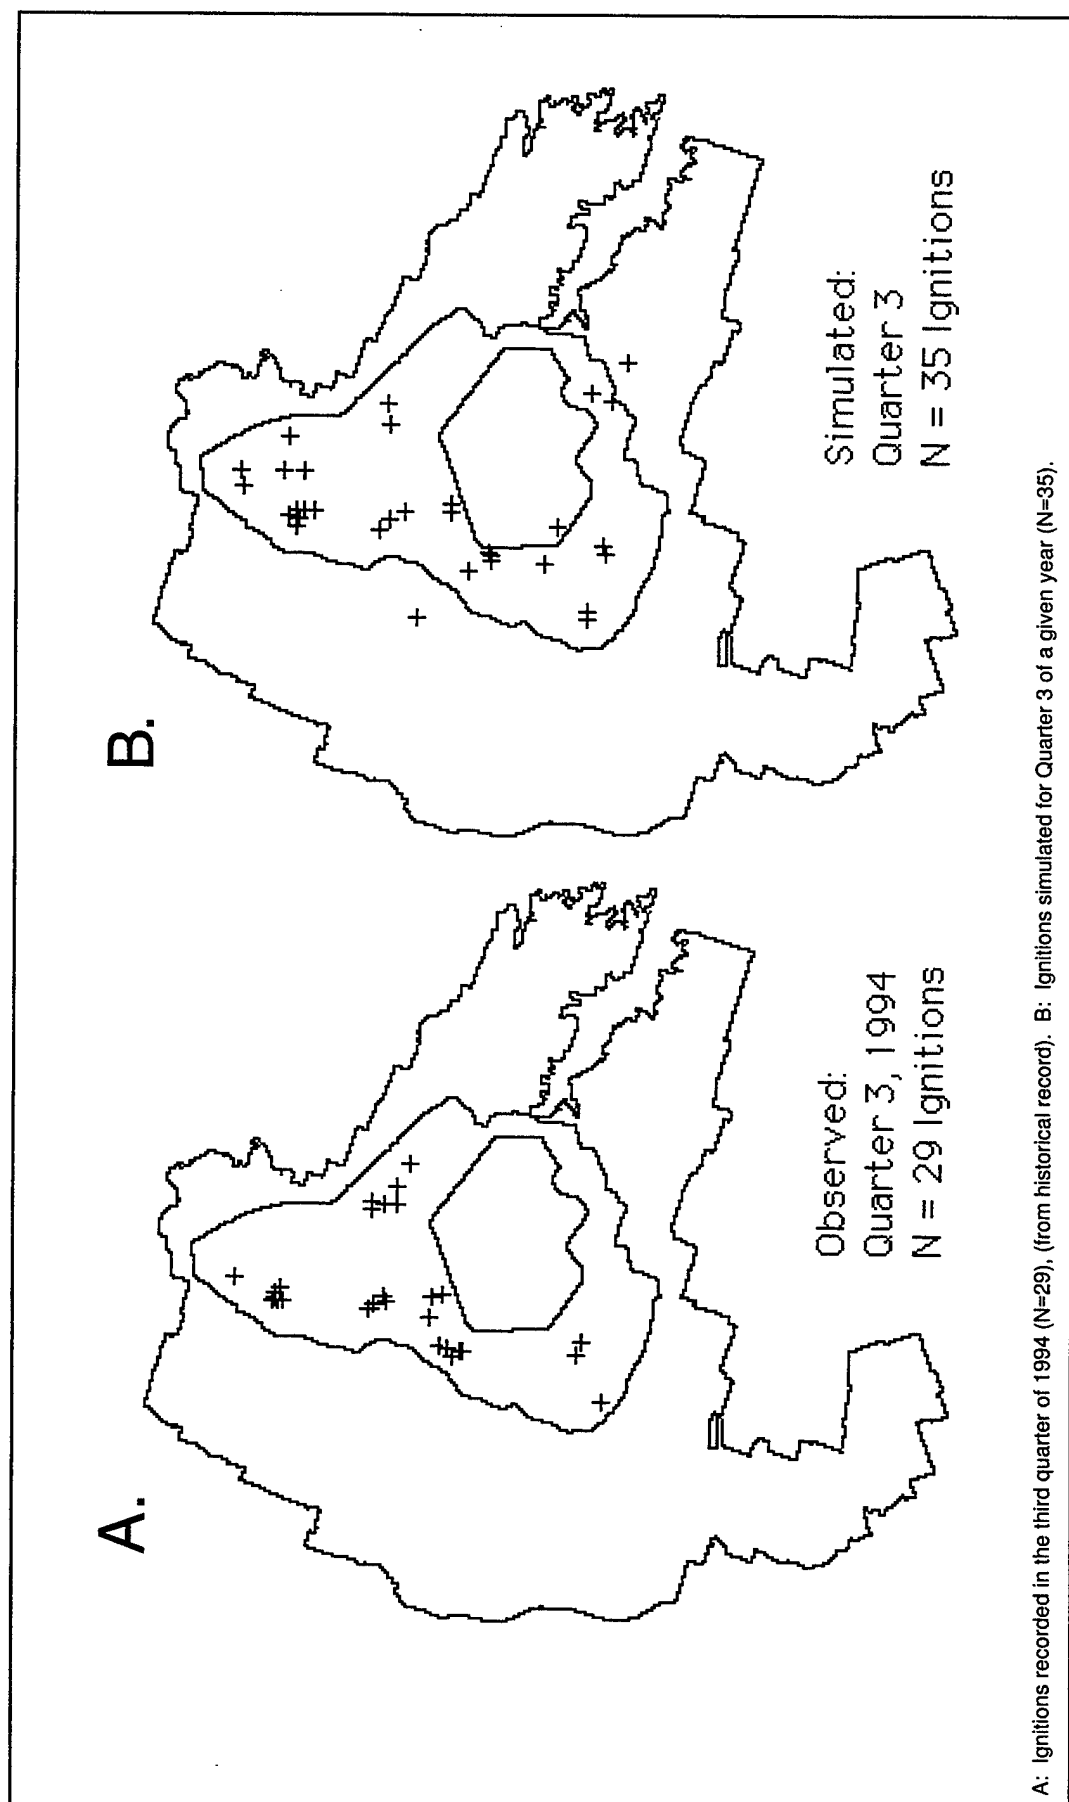 A.
Observed:
Quarter 3, 1994
N = 29 Ignitions
B.
Simulated:
Quarter 3
N = 35 Ignitions
A: Ignitions recorded in the third quarter of 1994 (N=29), (from historical record). B: Ignitions simulated for Quarter 3 of a given year (N=35).